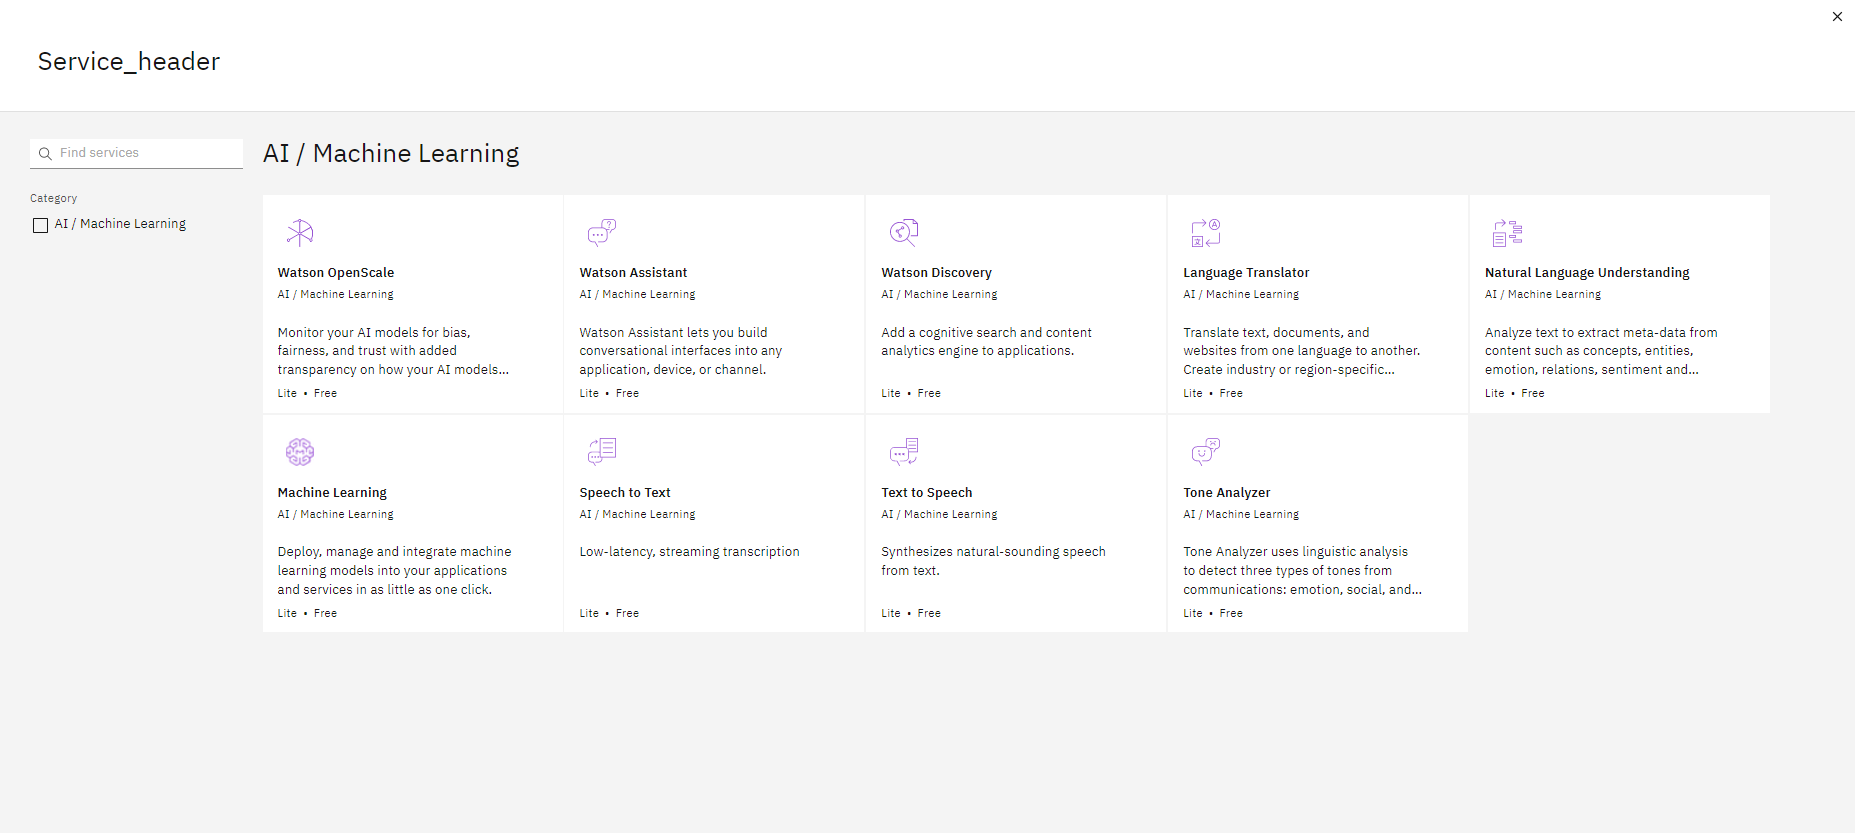 Service_header
Find services
Category
AI / Machine Learning
AI / Machine Learning
Watson OpenScale
AI / Machine Learning
Monitor your AI models for bias,
fairness, and trust with added
transparency on how your AI models...
Lite • Free
Watson Assistant
AI / Machine Learning
Watson Assistant lets you build
conversational interfaces into any
application, device, or channel.
Lite • Free
Watson Discovery
AI / Machine Learning
Add a cognitive search and content
analytics engine to applications.
Lite • Free
Language Translator
AI / Machine Learning
Translate text, documents, and
websites from one language to another.
Create industry or region-specific...
Lite • Free
Natural Language Understanding
AI / Machine Learning
Analyze text to extract meta-data from
content such as concepts, entities,
emotion, relations, sentiment and...
Lite • Free
Machine Learning
AI / Machine Learning
Deploy, manage and integrate machine
learning models into your applications
and services in as little as one click.
Lite • Free
Speech to Text
AI / Machine Learning
Low-latency, streaming transcription
Lite • Free
Text to Speech
AI / Machine Learning
Synthesizes natural-sounding speech
from text.
Lite • Free
Tone Analyzer
AI / Machine Learning
Tone Analyzer uses linguistic analysis
to detect three types of tones from
communications: emotion, social, and...
Lite • Free